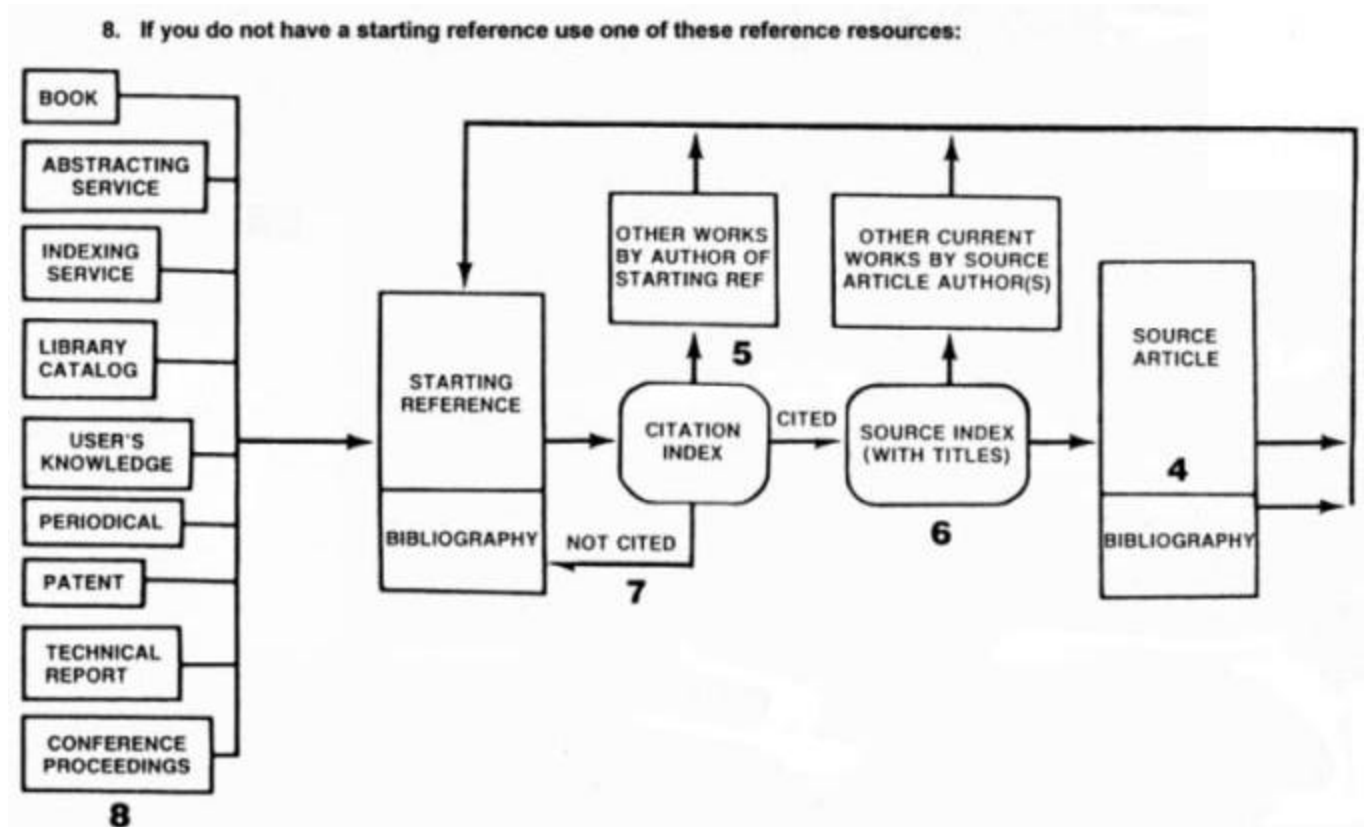 8. If you do not have a starting reference use one of these reference resources:
BOOK
ABSTRACTING
SERVICE
INDEXING
SERVICE
LIBRARY
CATALOG
USER'S
KNOWLEDGE
PERIODICAL
PATENT
TECHNICAL
REPORT
CONFERENCE
PROCEEDINGS
8
STARTING
REFERENCE
BIBLIOGRAPHY
OTHER WORKS
BY AUTHOR OF
STARTING REF
5
CITATION
INDEX
CITED
NOT CITED
7
OTHER CURRENT
WORKS BY SOURCE
ARTICLE AUTHOR(S)
SOURCE INDEX
(WITH TITLES)
6
SOURCE
ARTICLE
4
BIBLIOGRAPHY